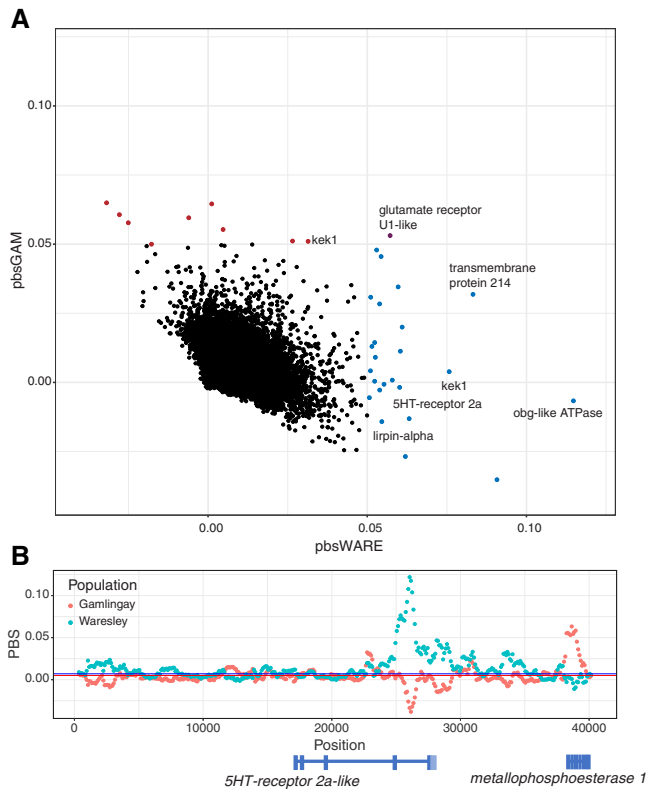 A
pbsGAM
0.10
0.05
0.00
glutamate receptor
U1-like
kek1
transmembrane
protein 214
kek1
5HT-receptor 2a
obg-like ATPase
lirpin-alpha
0.00
0.05
0.10
pbsWARE
B
PBS
0.10
0.05
0.00
Population
Gamlingay
Waresley
0
10000
20000
30000
40000
Position
5HT-receptor 2a-like
metallophosphoesterase 1